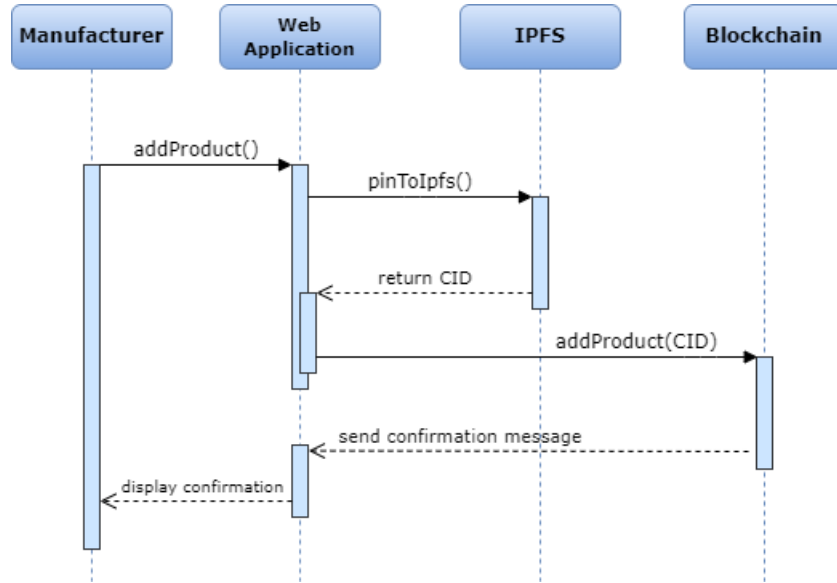 Manufacturer
Web
Application
IPFS
Blockchain
addProduct()
pinToIpfs()
return CID
addProduct(CID)
send confirmation message
display confirmation